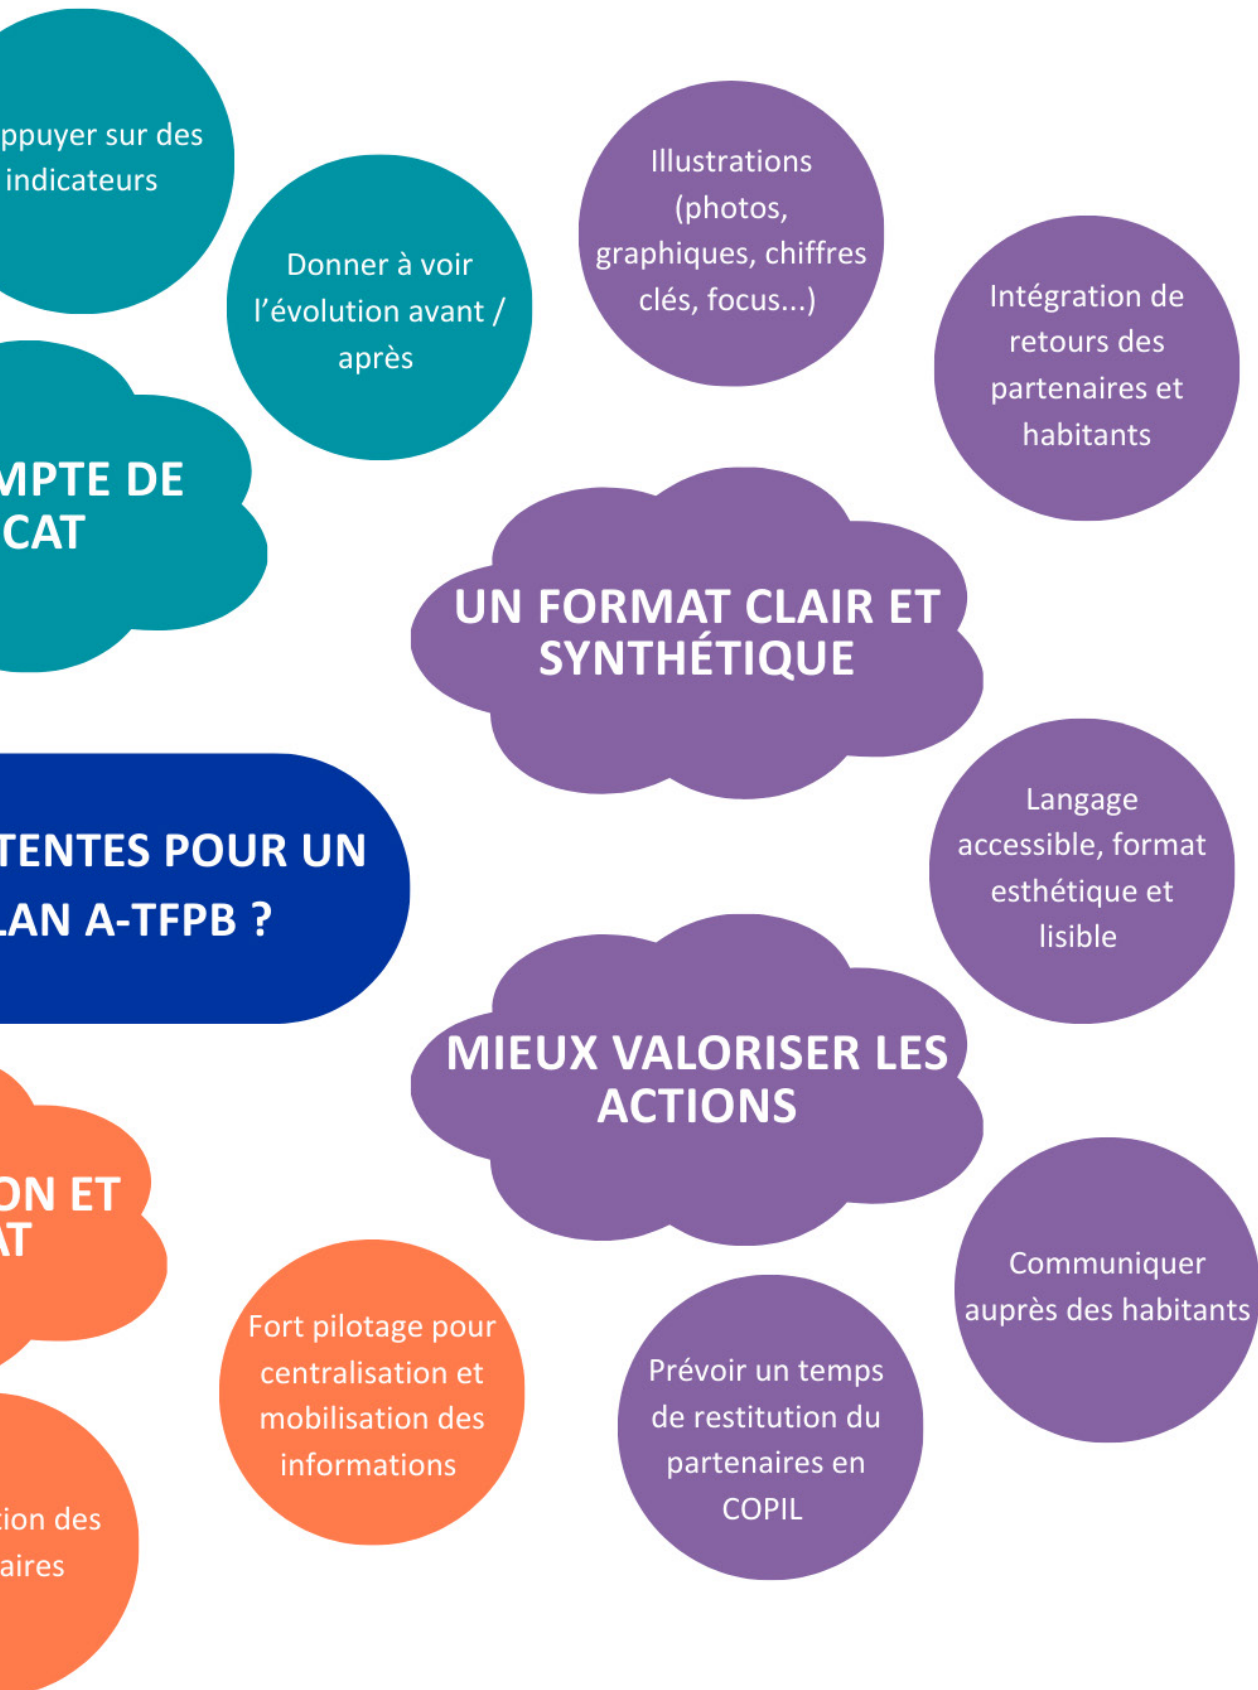 ppuyer sur des
indicateurs
Donner à voir
l'évolution avant /
après
Illustrations
(photos,
graphiques, chiffres
clés, focus...)
Intégration de
retours des
partenaires et
habitants
MPTE DE
CAT
UN FORMAT CLAIR ET
SYNTHÉTIQUE
TENTES POUR UN
LAN A-TFPB ?
Langage
accessible, format
esthétique et
lisible
MIEUX VALORISER LES
ACTIONS
ON ET
AT
Fort pilotage pour
centralisation et
mobilisation des
informations
Prévoir un temps
de restitution du
partenaires en
COPIL
Communiquer
auprès des habitants
tion des
aires